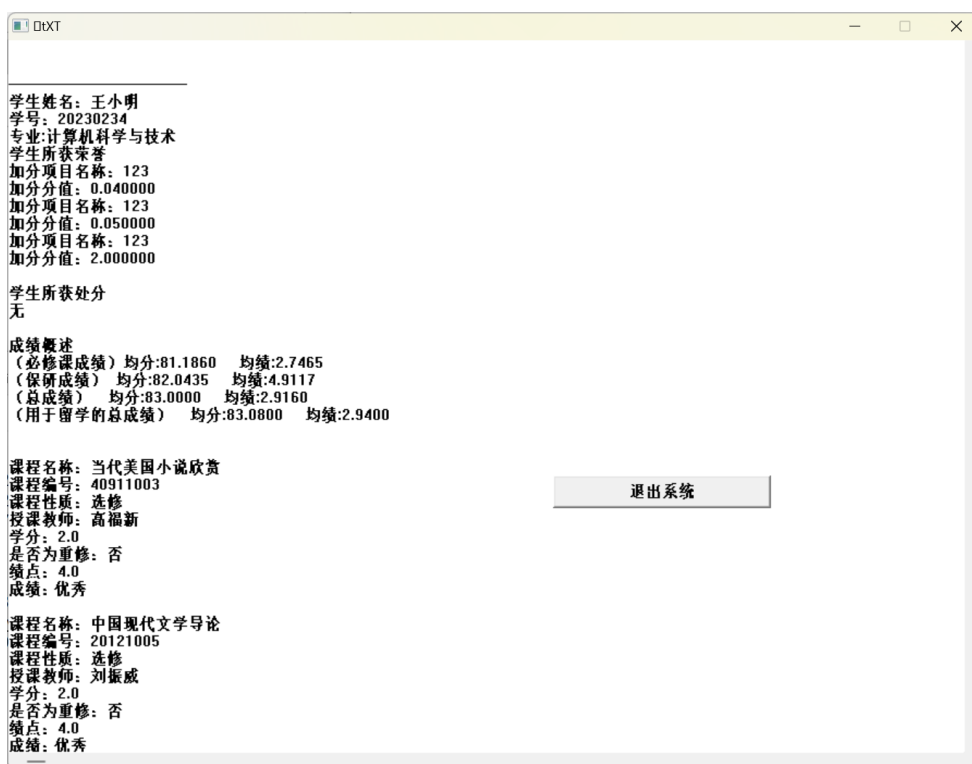 □tXT
学生姓名：王小明
学号：20230234
专业:计算机科学与技术
学生所获荣誉
加分项目名称：123
加分分值：0.040000
加分项目名称：123
加分分值：0.050000
加分项目名称：123
加分分值：2.000000
学生所获处分
无
成绩概述
（必修课成绩）均分:81.1860 均绩:2.7465
（保研成绩） 均分:82.0435 均绩:4.9117
（总成绩） 均分:83.0000 均绩:2.9160
（用于留学的总成绩） 均分:83.0800 均绩:2.9400
课程名称：当代美国小说欣赏
课程编号：40911003
课程性质：选修
授课教师：高福新
学分：2.0
是否为重修：否
绩点：4.0
成绩：优秀
退出系统
课程名称：中国现代文学导论
课程编号：20121005
课程性质：选修
授课教师：刘振威
学分：2.0
是否为重修：否
绩点：4.0
成绩：优秀